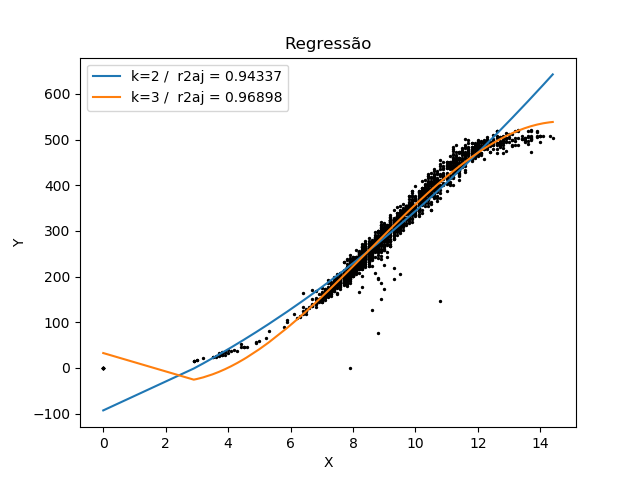 Regressão
k=2 /  r2aj = 0.94337
k=3 /  r2aj = 0.96898
600
500
400
300
200
100
0
−100
Y
0 2 4 6 8 10 12 14
X